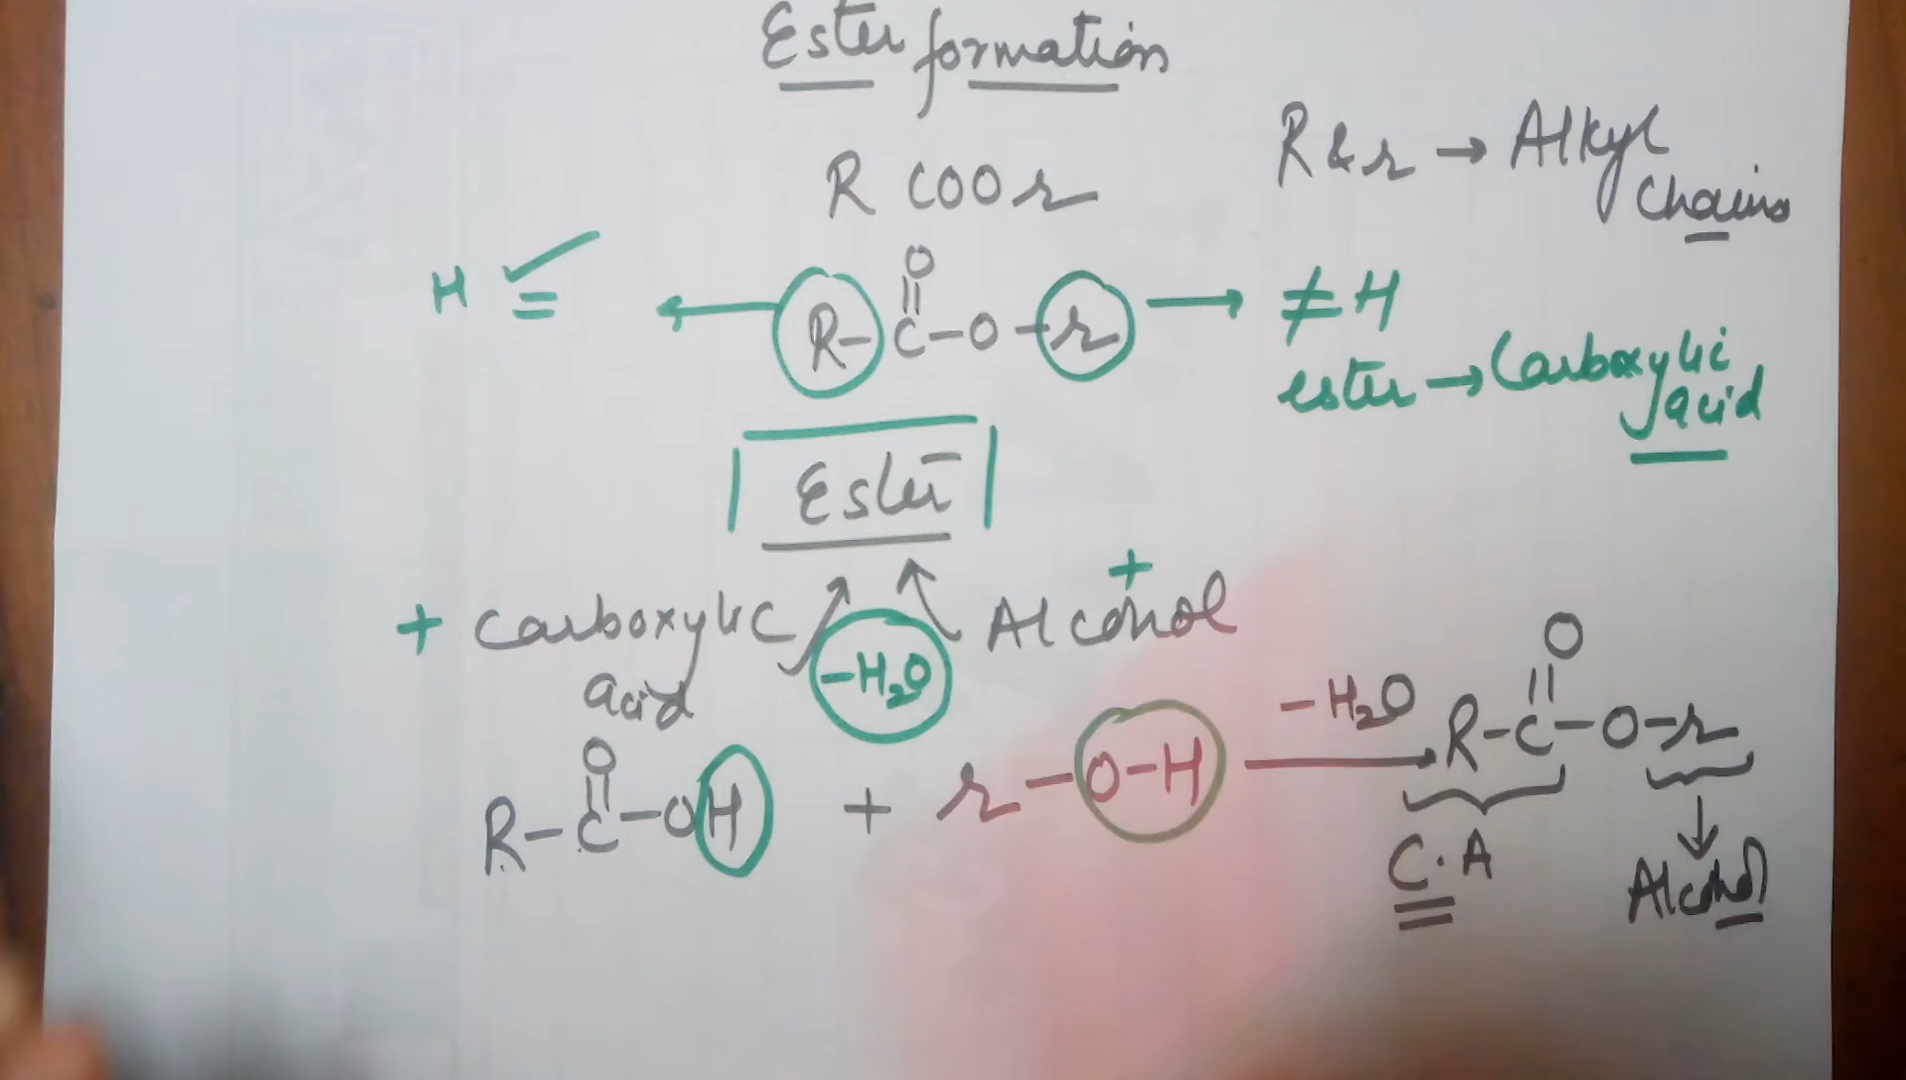 Ester formation
R COO r
R & r → Alkyl
chains
O
||
R-C-O-r
H ✓
≠ H
ester → Carboxylic
acid
Ester
+ Carboxylic
acid
-H₂O
+
Alcohol
O
||
R-C-OH + r-O-H
-H₂O
→
O
||
R-C-O-r
C.A
↓
Alcohol